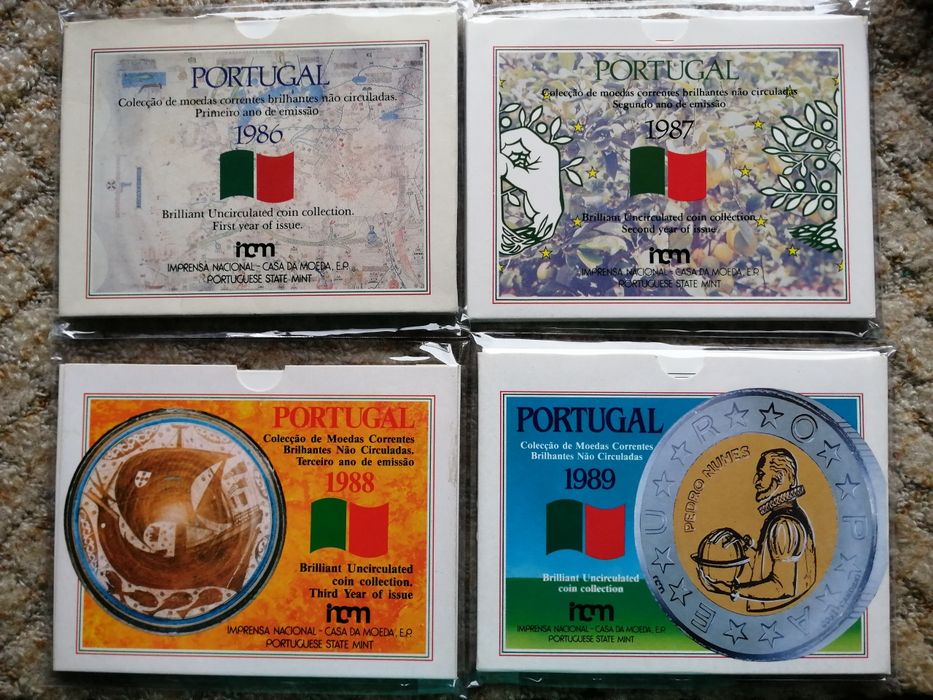 PORTUGAL
Colecção de moedas correntes brilhantes não circuladas.
Primeiro ano de emissão
1986
Brilliant Uncirculated coin collection.
First year of issue.
incm
IMPRENSA NACIONAL - CASA DA MOEDA, E.P.
PORTUGUESE STATE MINT
PORTUGAL
Colecção de moedas correntes brilhantes não circuladas
Segundo ano de emissão
1987
Brilliant Uncirculated coin collection.
Second year of issue.
incm
IMPRENSA NACIONAL - CASA DA MOEDA, E.P.
PORTUGUESE STATE MINT
PORTUGAL
Colecção de Moedas Correntes
Brilhantes Não Circuladas.
Terceiro ano de emissão
1988
Brilliant Uncirculated
coin collection.
Third Year of issue
incm
IMPRENSA NACIONAL - CASA DA MOEDA, E.P.
PORTUGUESE STATE MINT
PORTUGAL
Colecção de Moedas Correntes
Brilhantes Não Circuladas
1989
Brilliant Uncirculated
coin collection
incm
IMPRENSA NACIONAL - CASA DA MOEDA, E.P.
PORTUGUESE STATE MINT
EUROPA
PEDRO NUNES
incm